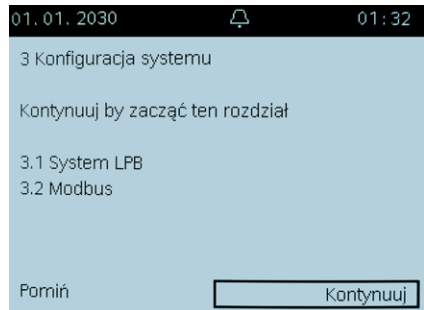 01.01.2030 01:32
3 Konfiguracja systemu
Kontynuuj by zacząć ten rozdział
3.1 System LPB
3.2 Modbus
Pomiń Kontynuuj